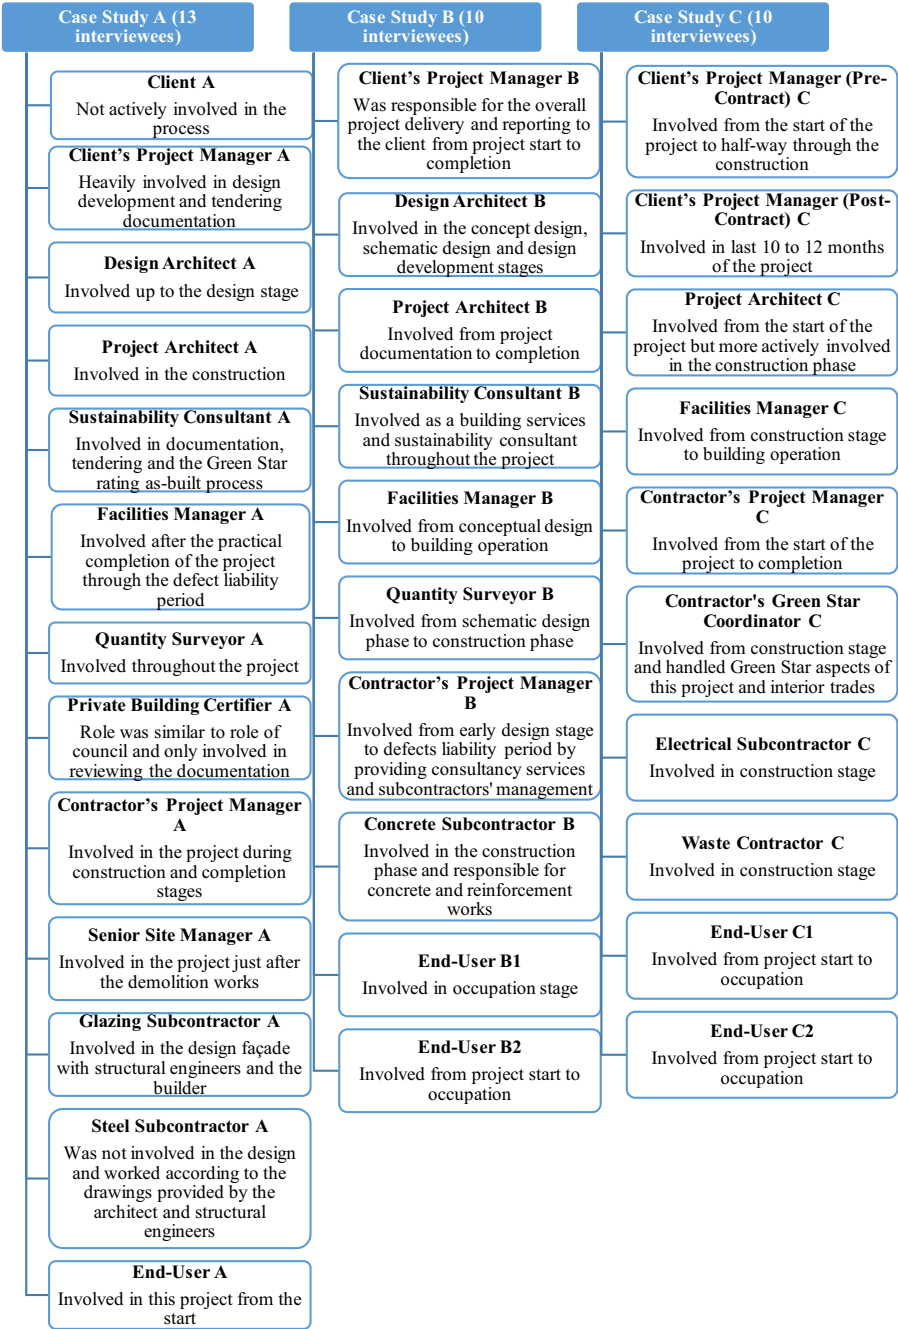 Case Study A (13
interviewees)
Client A
Not actively involved in the
process
Client's Project Manager A
Heavily involved in design
development and tendering
documentation
Design Architect A
Involved up to the design stage
Project Architect A
Involved in the construction
Sustainability Consultant A
Involved in documentation,
tendering and the Green Star
rating as-built process
Facilities Manager A
Involved after the practical
completion of the project
through the defect liability
period
Quantity Surveyor A
Involved throughout the project
Private Building Certifier A
Role was similar to role of
council and only involved in
reviewing the documentation
Contractor's Project Manager
A
Involved in the project during
construction and completion
stages
Senior Site Manager A
Involved in the project just after
the demolition works
Glazing Subcontractor A
Involved in the design façade
with structural engineers and the
builder
Steel Subcontractor A
Was not involved in the design
and worked according to the
drawings provided by the
architect and structural
engineers
End-User A
Involved in this project from the
start
Case Study B (10
interviewees)
Client's Project Manager B
Was responsible for the overall
project delivery and reporting to
the client from project start to
completion
Design Architect B
Involved in the concept design,
schematic design and design
development stages
Project Architect B
Involved from project
documentation to completion
Sustainability Consultant B
Involved as a building services
and sustainability consultant
throughout the project
Facilities Manager B
Involved from conceptual design
to building operation
Quantity Surveyor B
Involved from schematic design
phase to construction phase
Contractor's Project Manager
B
Involved from early design stage
to defects liability period by
providing consultancy services
and subcontractors' management
Concrete Subcontractor B
Involved in the construction
phase and responsible for
concrete and reinforcement
works
End-User B1
Involved in occupation stage
End-User B2
Involved from project start to
occupation
Case Study C (10
interviewees)
Client's Project Manager (Pre-
Contract) C
Involved from the start of the
project to half-way through the
construction
Client's Project Manager (Post-
Contract) C
Involved in last 10 to 12 months
of the project
Project Architect C
Involved from the start of the
project but more actively involved
in the construction phase
Facilities Manager C
Involved from construction stage
to building operation
Contractor's Project Manager
C
Involved from the start of the
project to completion
Contractor's Green Star
Coordinator C
Involved from construction stage
and handled Green Star aspects of
this project and interior trades
Electrical Subcontractor C
Involved in construction stage
Waste Contractor C
Involved in construction stage
End-User C1
Involved from project start to
occupation
End-User C2
Involved from project start to
occupation